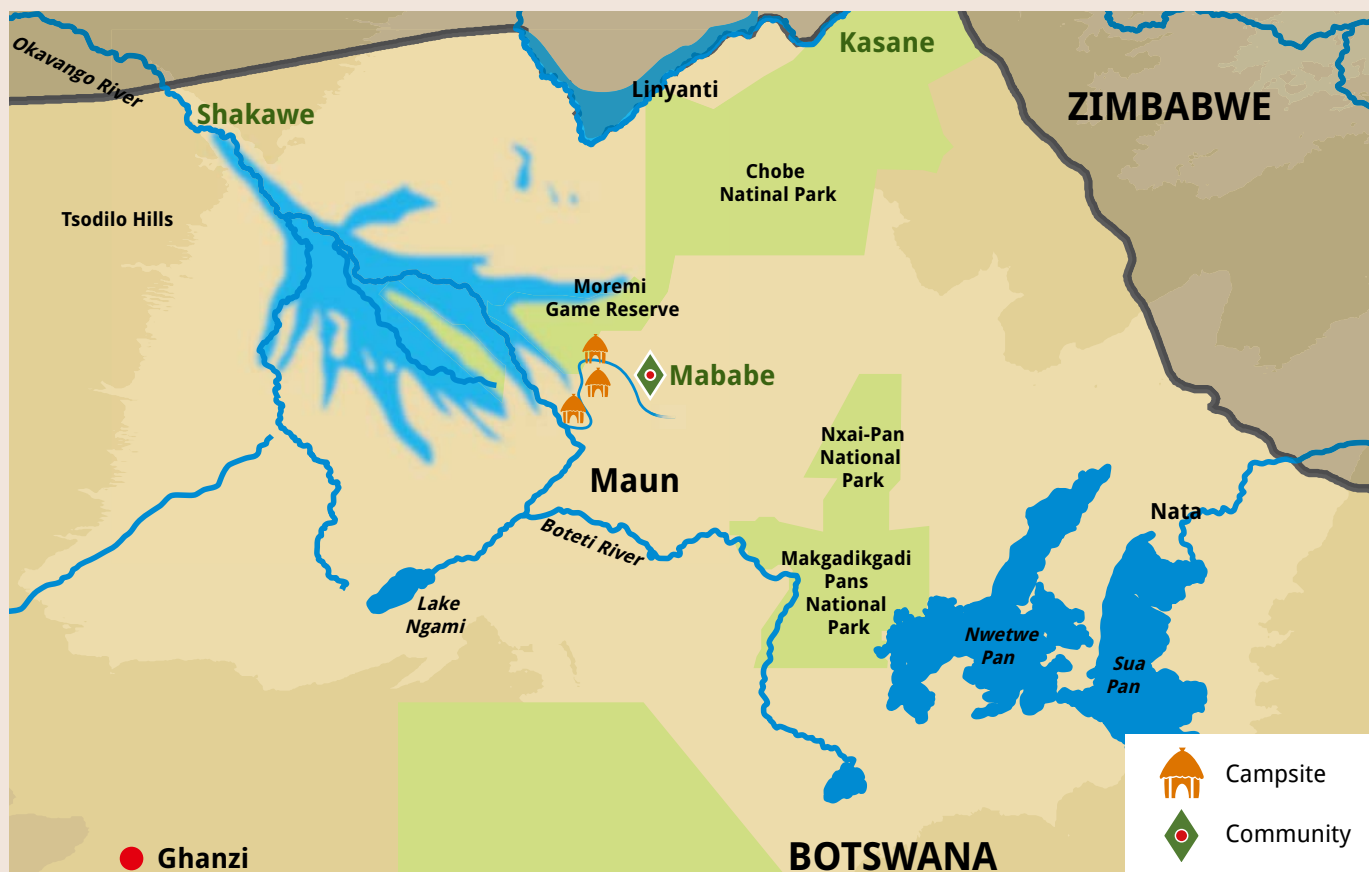 Okavango River
Shakawe
Tsodilo Hills
Linyanti
Kasane
ZIMBABWE
Chobe
Natinal Park
Moremi
Game Reserve
Mababe
Nxai-Pan
National
Park
Maun
Boteti River
Nata
Makgadikgadi
Pans
National
Park
Lake
Ngami
Nwetwe
Pan
Sua
Pan
Ghanzi
BOTSWANA
Campsite
Community